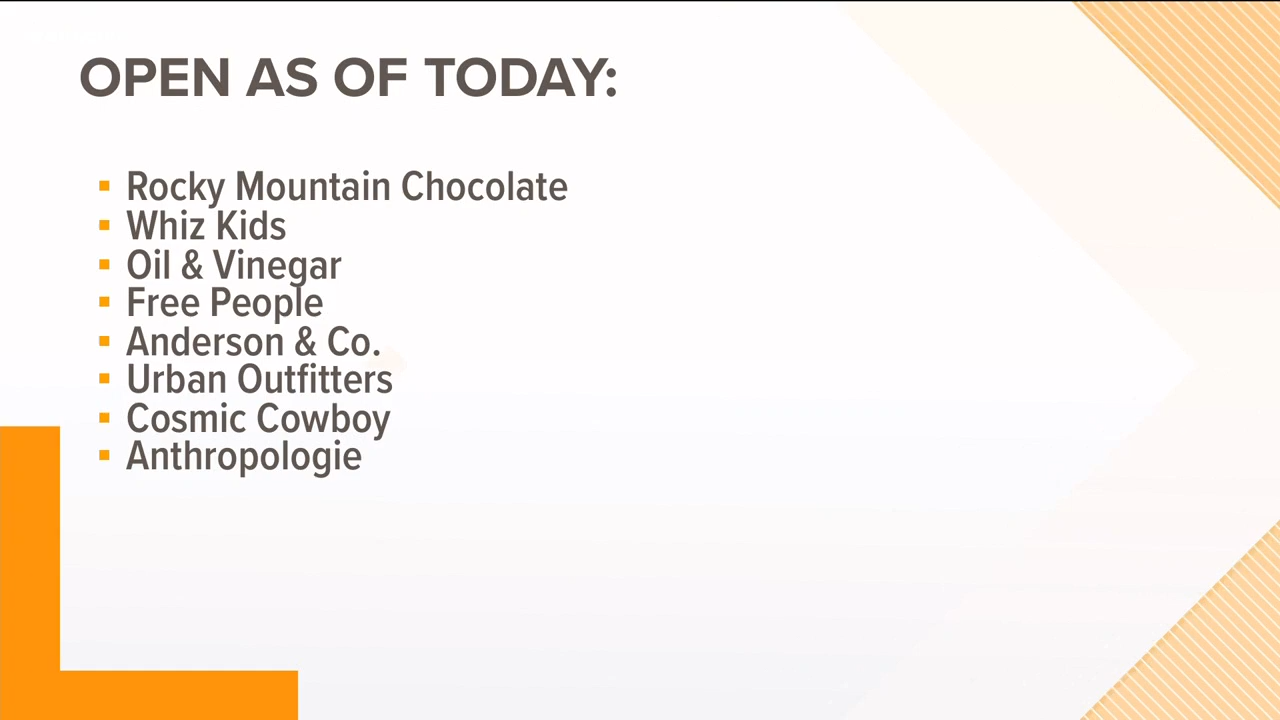 OPEN AS OF TODAY:
Rocky Mountain Chocolate
Whiz Kids
Oil & Vinegar
Free People
Anderson & Co.
Urban Outfitters
Cosmic Cowboy
Anthropologie